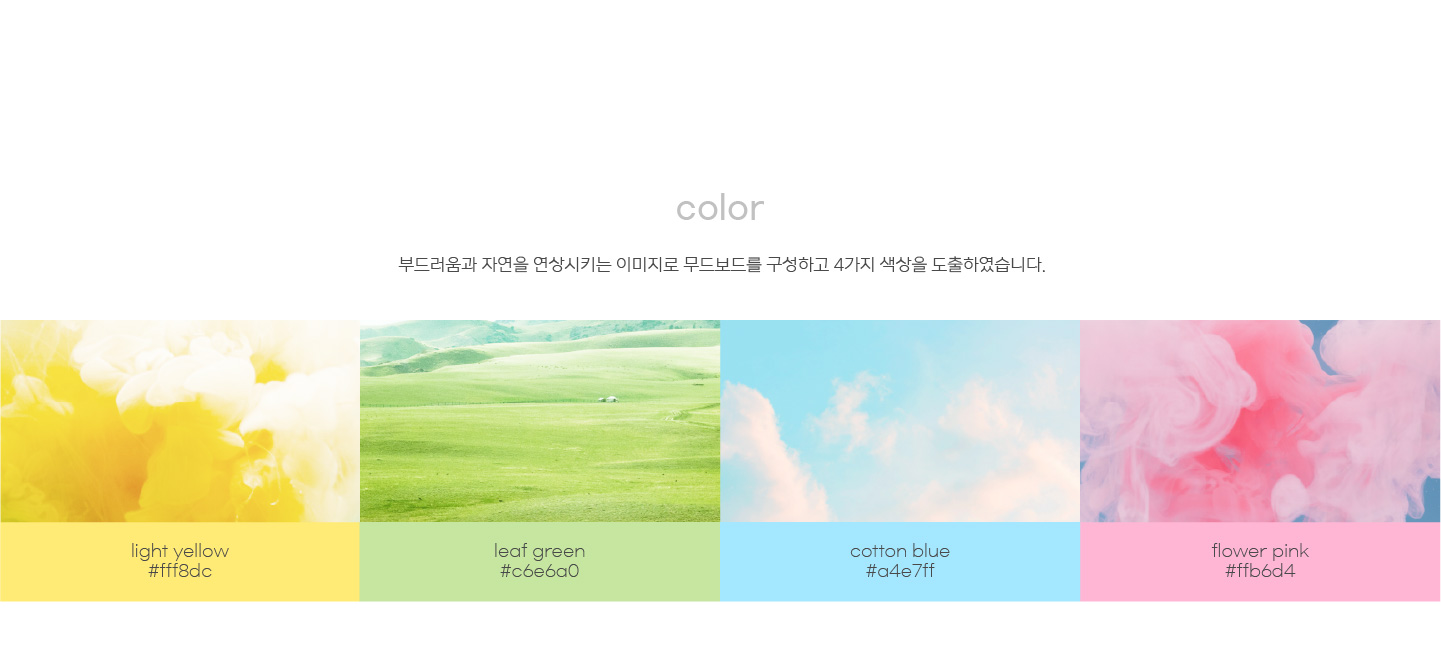 color
부드러움과 자연을 연상시키는 이미지로 무드보드를 구성하고 4가지 색상을 도출하였습니다.
light yellow
#fff8dc
leaf green
#c6e6a0
cotton blue
#a4e7ff
flower pink
#ffb6d4